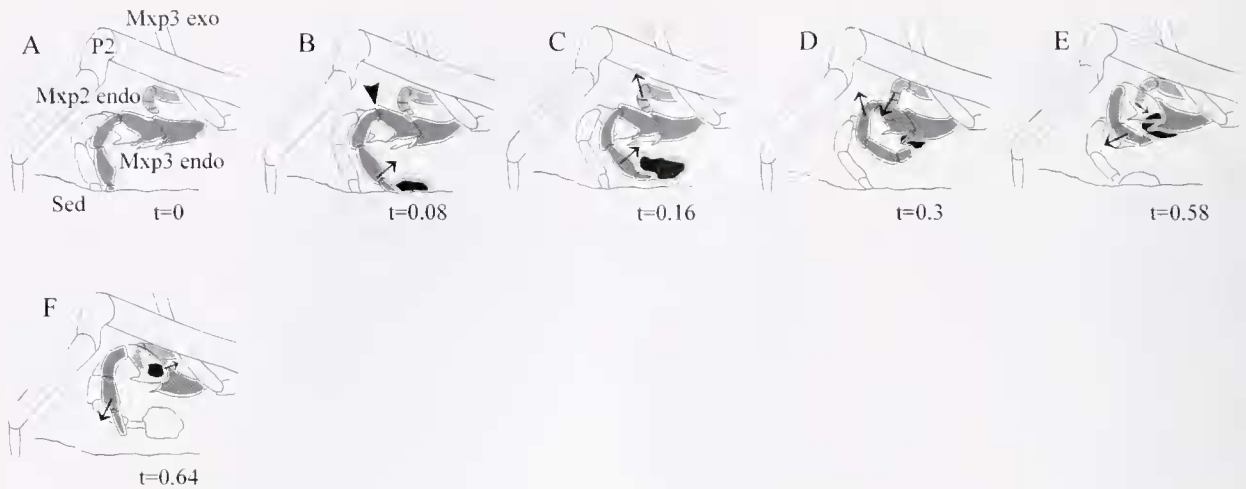 Mxp3 exo
A
P2
Mxp2 endo
Mxp3 endo
Sed
t=0
B
t=0.08
C
t=0.16
D
t=0.3
E
t=0.58
F
t=0.64